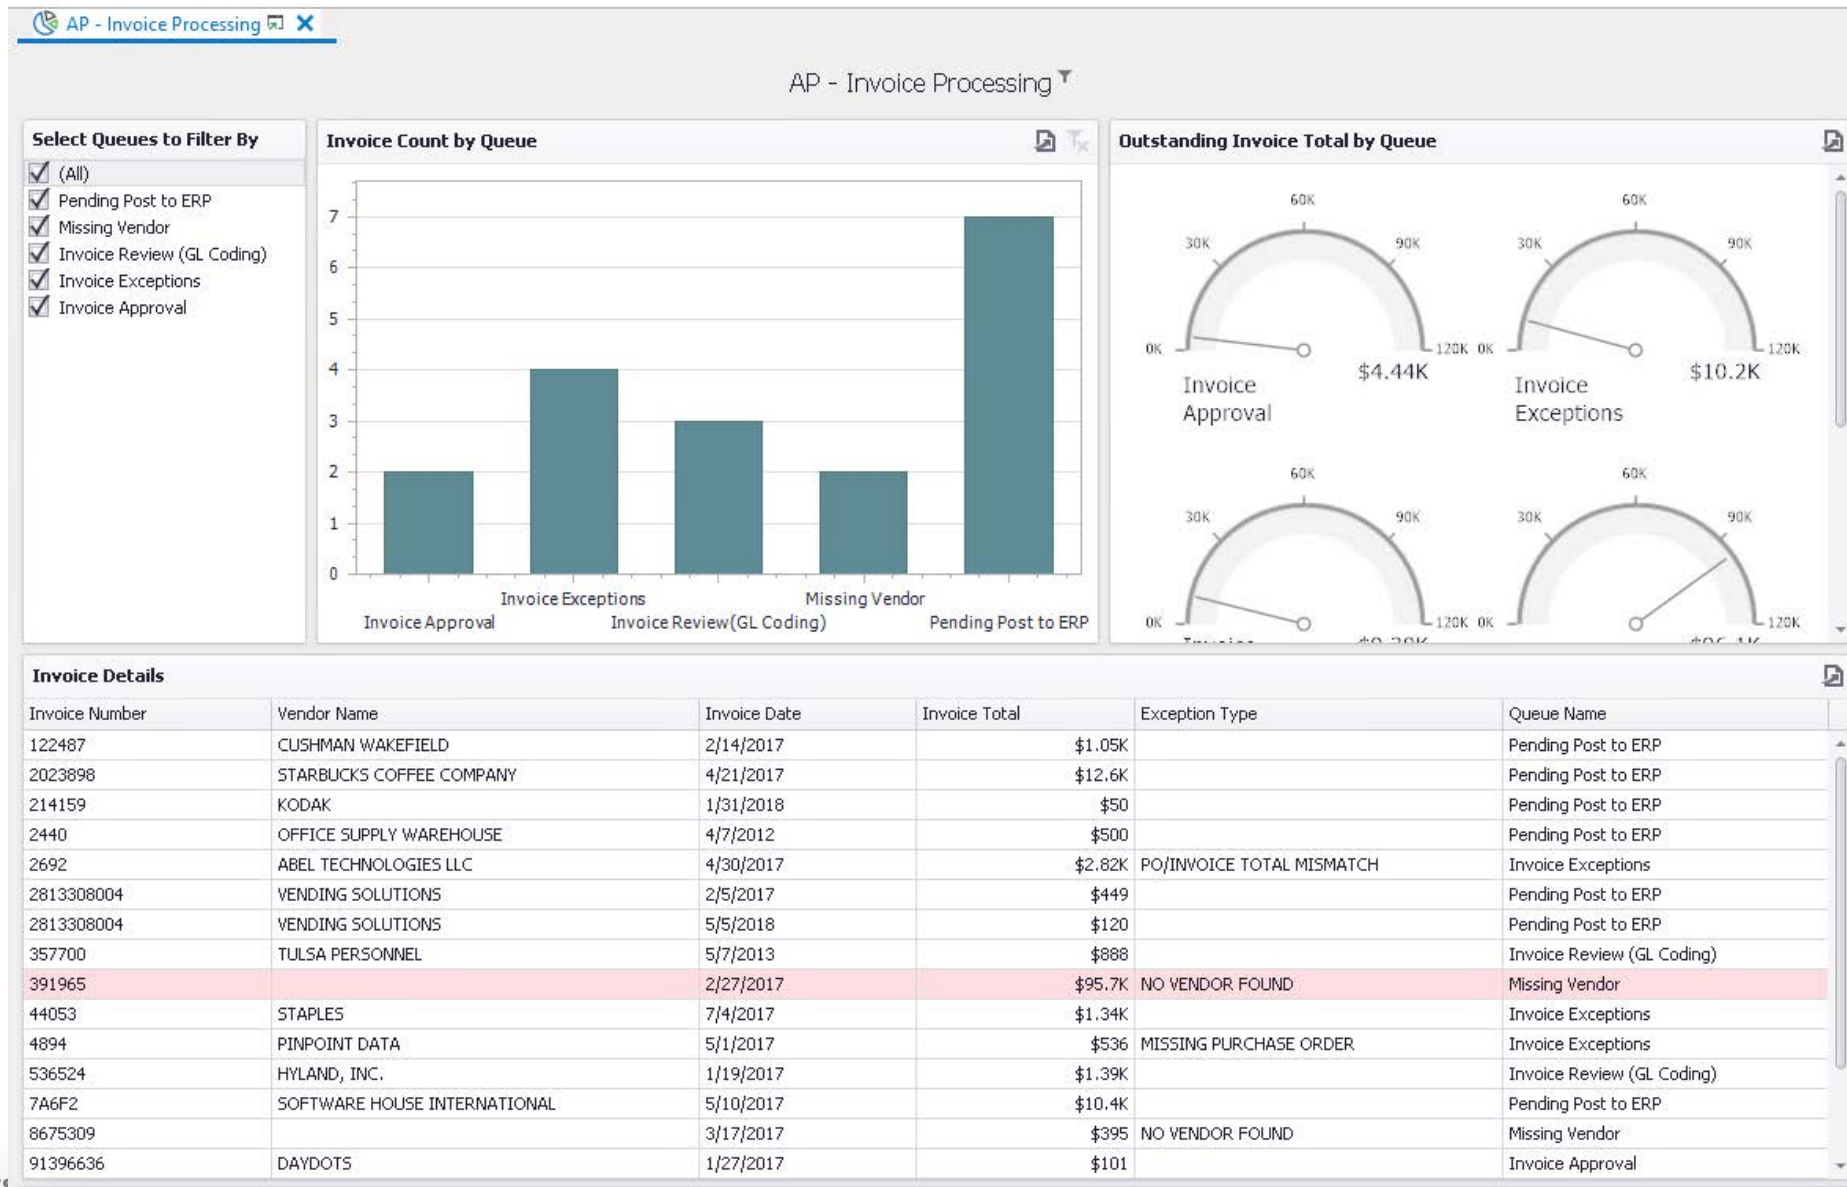 AP - Invoice Processing
AP - Invoice Processing
Select Queues to Filter By
(All)
Pending Post to ERP
Missing Vendor
Invoice Review (GL Coding)
Invoice Exceptions
Invoice Approval
Invoice Count by Queue
7
6
5
4
3
2
1
0
Invoice Exceptions
Missing Vendor
Invoice Approval
Invoice Review(GL Coding)
Pending Post to ERP
Outstanding Invoice Total by Queue
60K
30K
90K
0K
120K
$4.44K
Invoice
Approval
60K
30K
90K
0K
120K
$10.2K
Invoice
Exceptions
60K
30K
90K
0K
120K
60K
30K
90K
0K
120K
Invoice Details
Invoice Number Vendor Name Invoice Date Invoice Total Exception Type Queue Name
122487 CUSHMAN WAKEFIELD 2/14/2017 $1.05K Pending Post to ERP
2023898 STARBUCKS COFFEE COMPANY 4/21/2017 $12.6K Pending Post to ERP
214159 KODAK 1/31/2018 $50 Pending Post to ERP
2440 OFFICE SUPPLY WAREHOUSE 4/7/2012 $500 Pending Post to ERP
2692 ABEL TECHNOLOGIES LLC 4/30/2017 $2.82K PO/INVOICE TOTAL MISMATCH Invoice Exceptions
2813308004 VENDING SOLUTIONS 2/5/2017 $449 Pending Post to ERP
2813308004 VENDING SOLUTIONS 5/5/2018 $120 Pending Post to ERP
357700 TULSA PERSONNEL 5/7/2013 $888 Invoice Review (GL Coding)
391965 2/27/2017 $95.7K NO VENDOR FOUND Missing Vendor
44053 STAPLES 7/4/2017 $1.34K Invoice Exceptions
4894 PINPOINT DATA 5/1/2017 $536 MISSING PURCHASE ORDER Invoice Exceptions
536524 HYLAND, INC. 1/19/2017 $1.39K Invoice Review (GL Coding)
7A6F2 SOFTWARE HOUSE INTERNATIONAL 5/10/2017 $10.4K Pending Post to ERP
8675309 3/17/2017 $395 NO VENDOR FOUND Missing Vendor
91396636 DAYDOTS 1/27/2017 $101 Invoice Approval